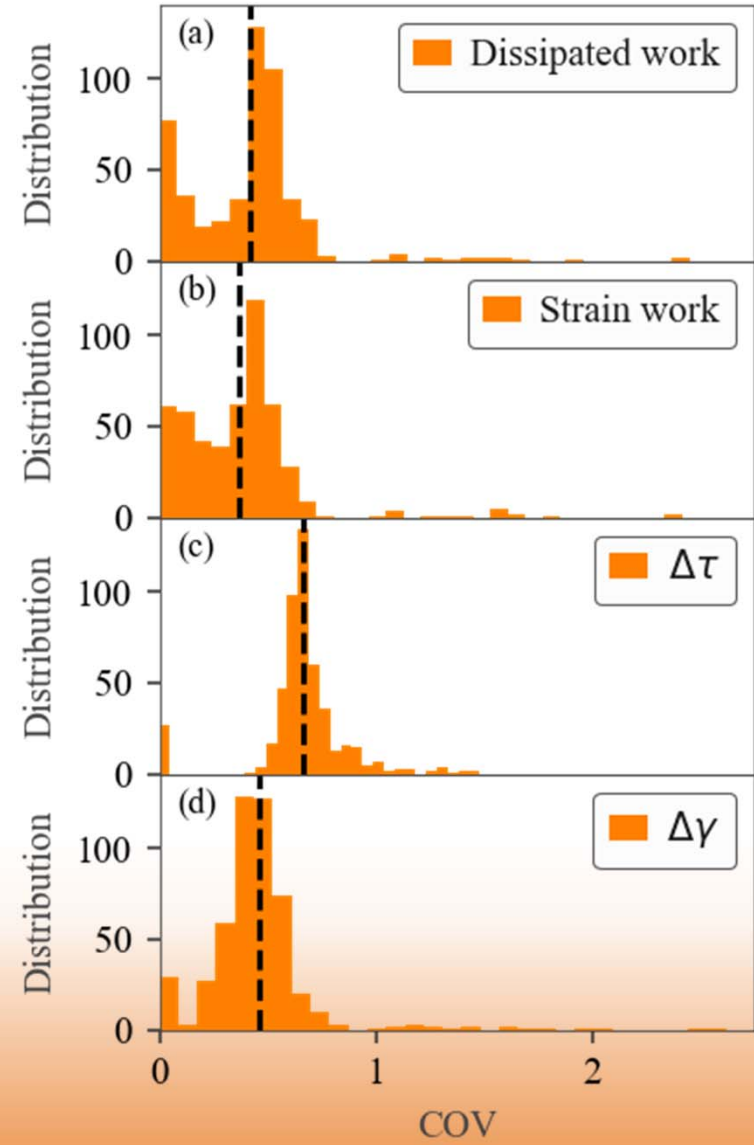 (a)
Dissipated work
Distribution
100
50
0
(b)
Strain work
Distribution
100
50
0
(c)
Δτ
Distribution
100
50
0
(d)
Δγ
Distribution
100
50
0
0 1 2
COV